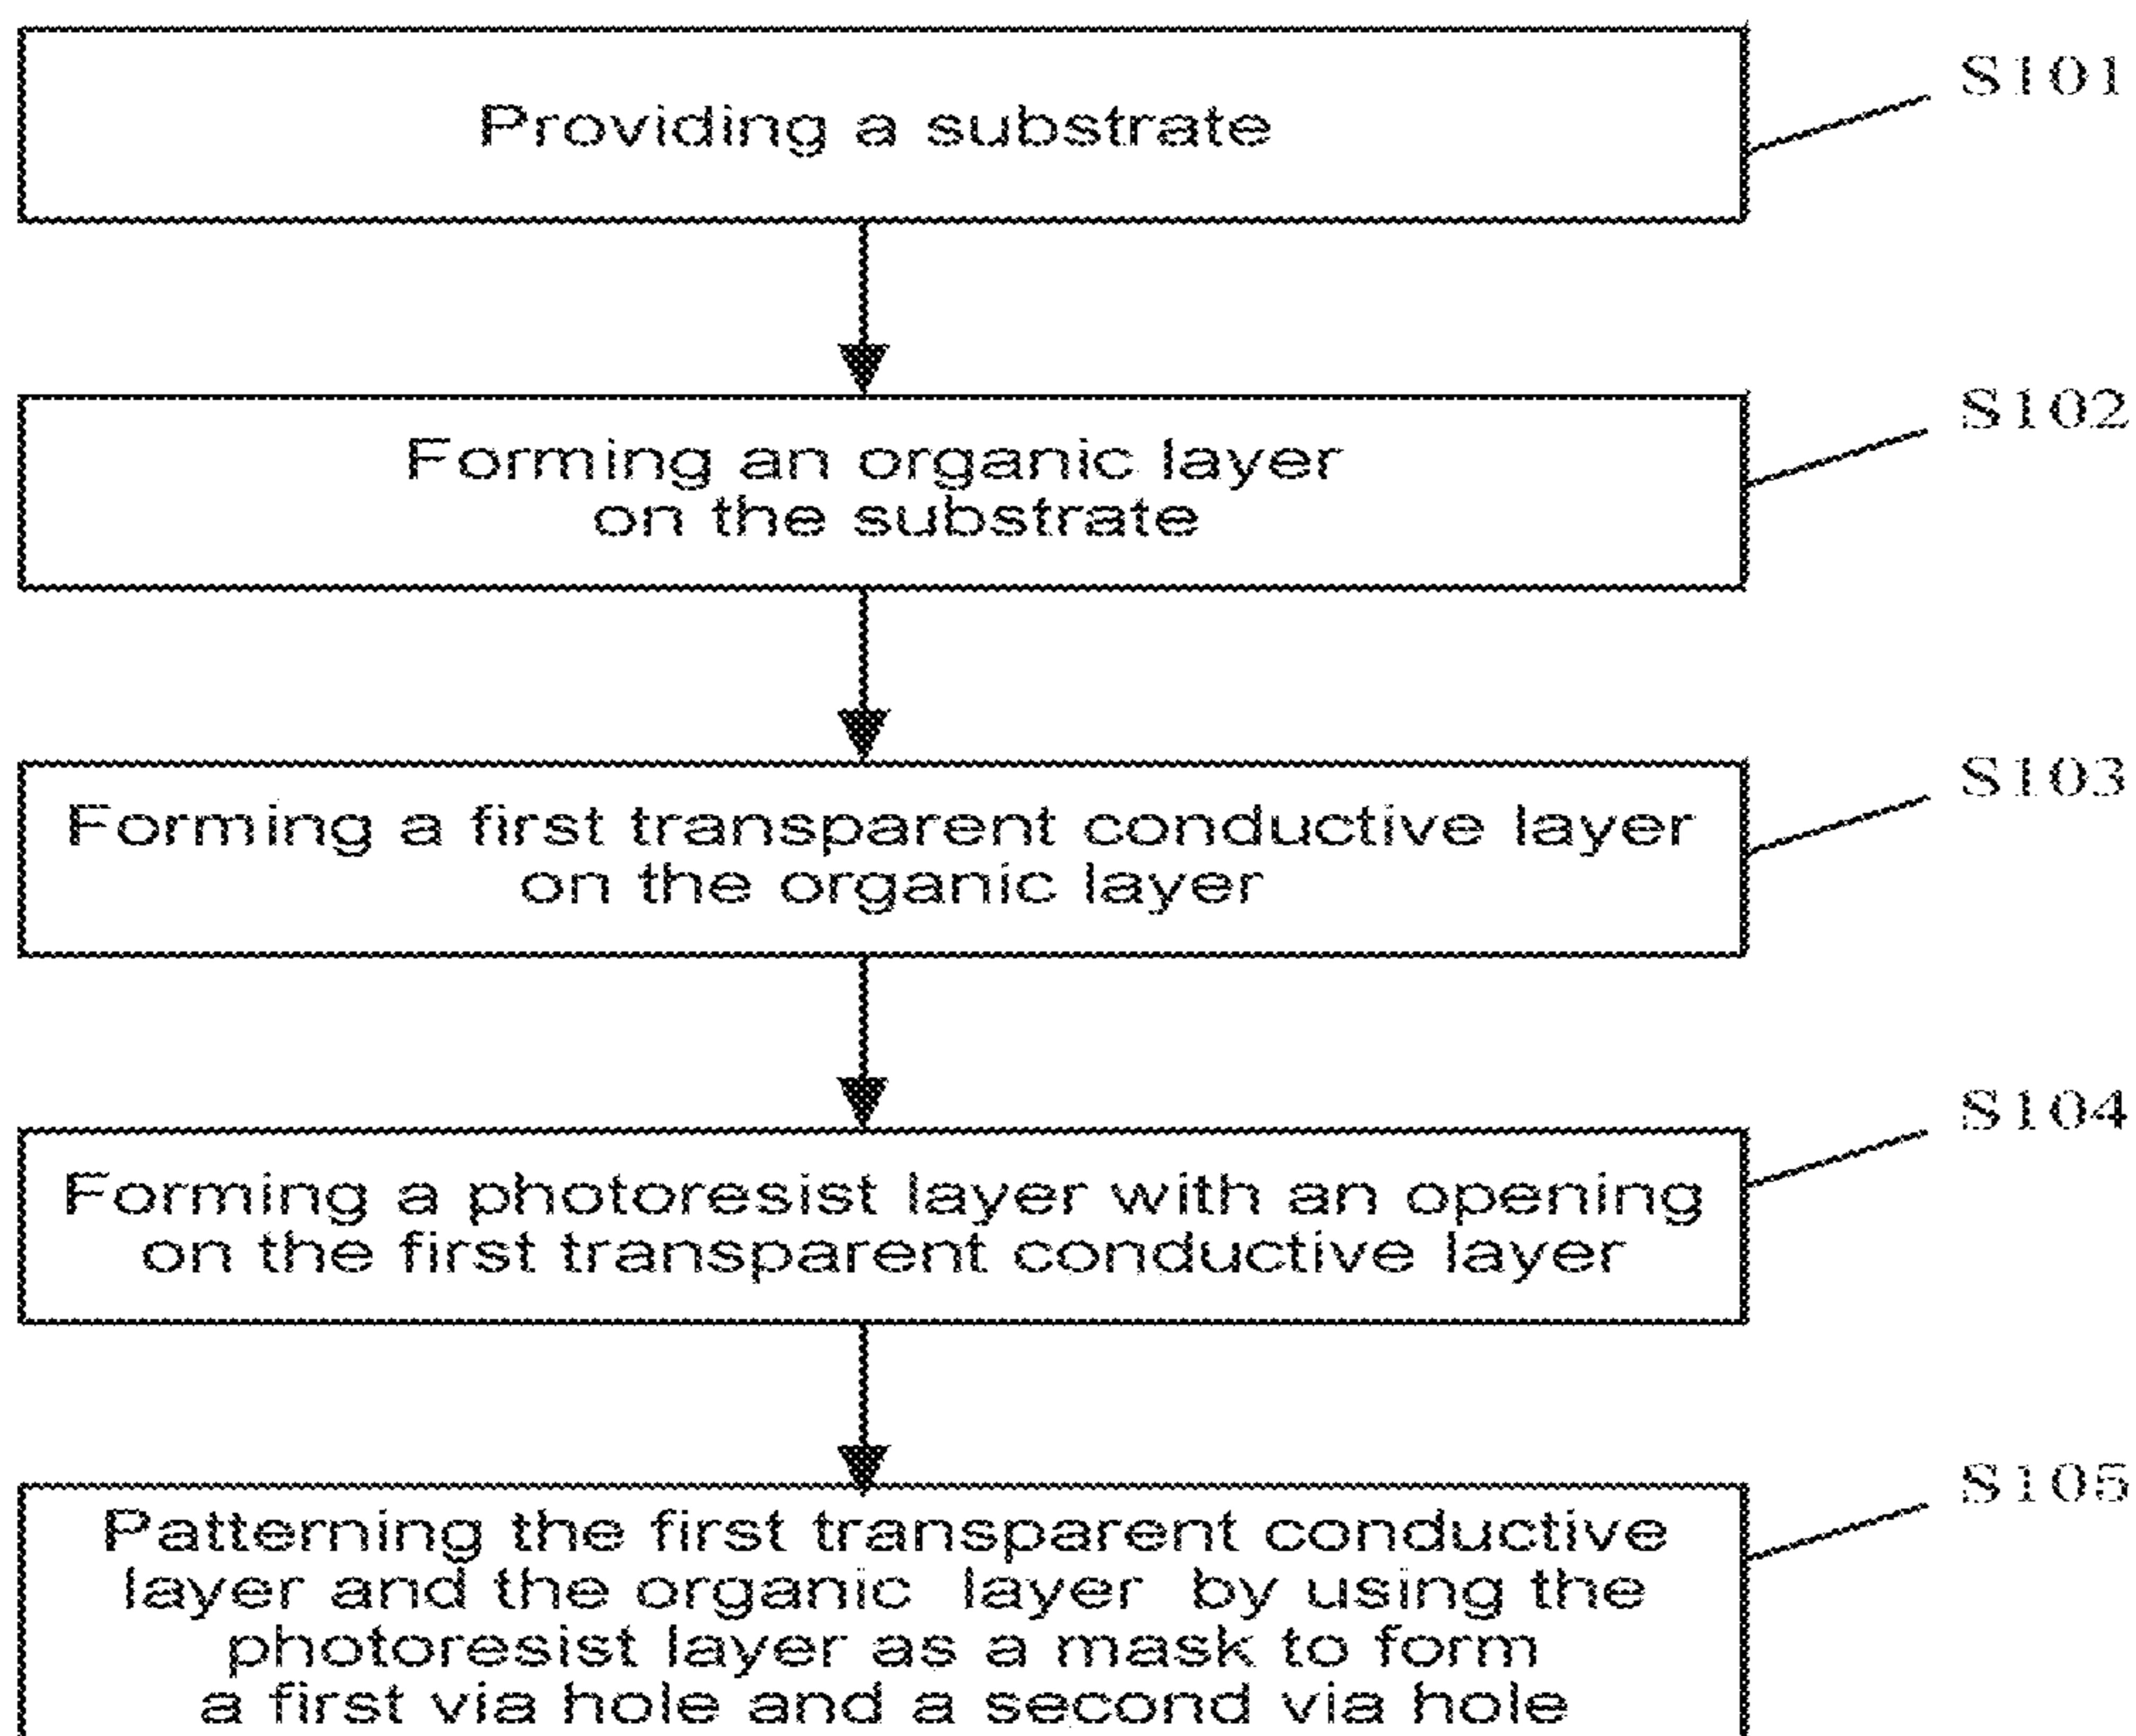 Providing a substrate
S101
Forming an organic layer
on the substrate
S102
Forming a first transparent conductive layer
on the organic layer
S103
Forming a photoresist layer with an opening
on the first transparent conductive layer
S104
Patterning the first transparent conductive
layer and the organic layer by using the
photoresist layer as a mask to form
a first via hole and a second via hole
S105